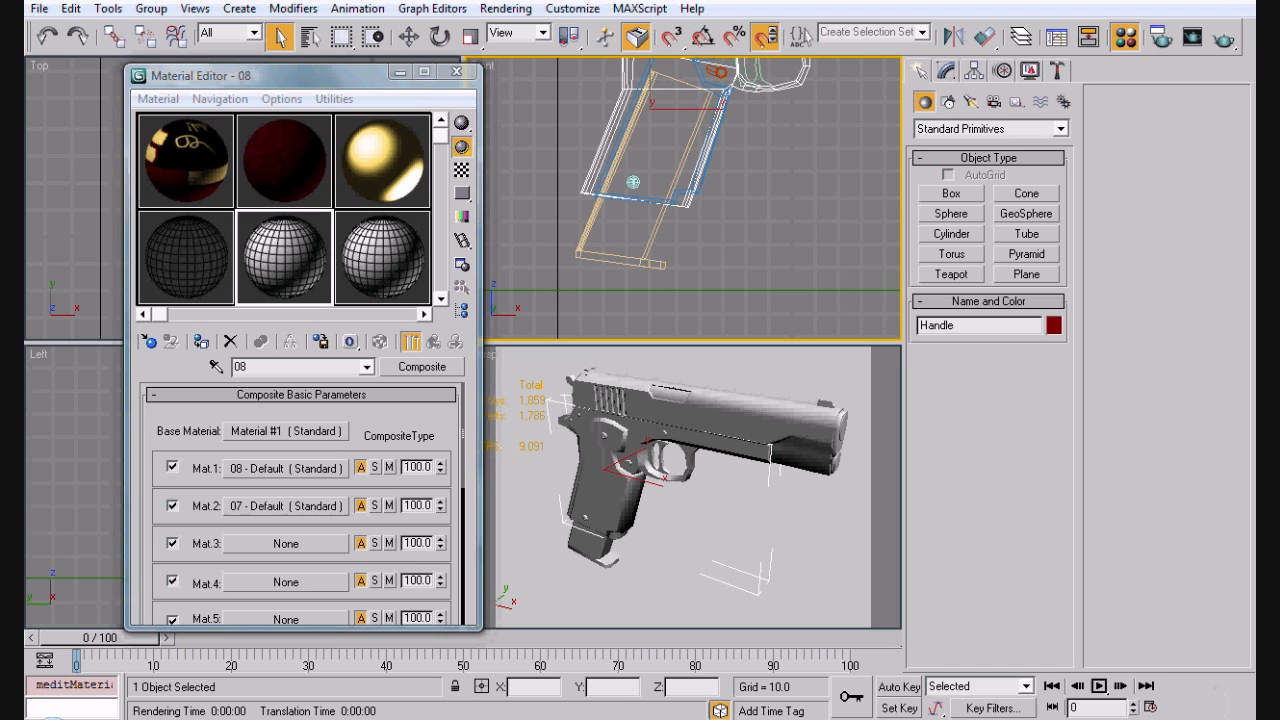 File Edit Tools Group Views Create Modifiers Animation Graph Editors Rendering Customize MAXScript Help
All View Create Selection Set
Top
Material Editor - 08
Material Navigation Options Utilities
Standard Primitives
- Object Type
AutoGrid
Box Cone
Sphere GeoSphere
Cylinder Tube
Torus Pyramid
Teapot Plane
- Name and Color
Handle
y
z x
y
z x
Left
08 Composite
- Composite Basic Parameters
Base Material: Material #1 ( Standard )
CompositeType
Mat.1: 08 - Default ( Standard ) A S M 100.0
Mat.2: 07 - Default ( Standard ) A S M 100.0
Mat.3: None A S M 100.0
Mat.4: None A S M 100.0
Mat.5: None A S M 100.0
Total
1,859
1,786
9.091
y
x
0 / 100
0 10 20 30 40 50 60 70 80 90 100
meditMateri
1 Object Selected X: Y: Z: Grid = 10.0 Auto Key Selected
Rendering Time 0:00:00 Translation Time 0:00:00 Add Time Tag Set Key Key Filters... 0